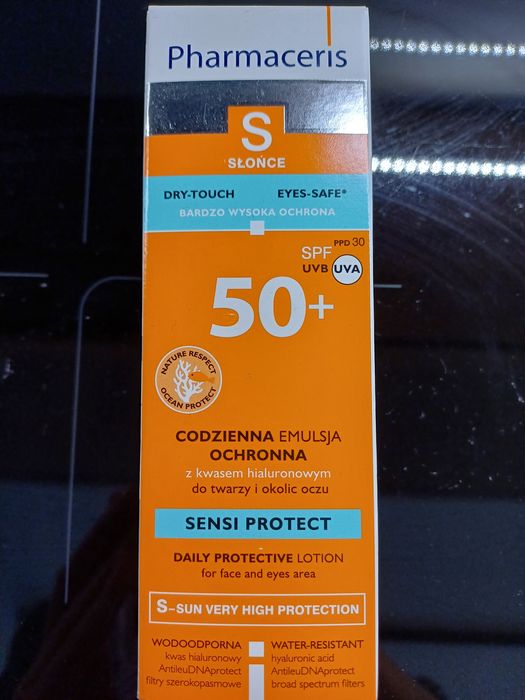 Pharmaceris
S
SŁOŃCE
DRY-TOUCH EYES-SAFE*
BARDZO WYSOKA OCHRONA
SPF PPD 30
UVB UVA
50+
NATURE RESPECT
OCEAN PROTECT
CODZIENNA EMULSJA
OCHRONNA
z kwasem hialuronowym
do twarzy i okolic oczu
SENSI PROTECT
DAILY PROTECTIVE LOTION
for face and eyes area
S–SUN VERY HIGH PROTECTION
WODOODPORNA
kwas hialuronowy
AntileuDNAprotect
filtry szerokopasmowe
WATER-RESISTANT
hyaluronic acid
AntileuDNAprotect
broad spectrum filters